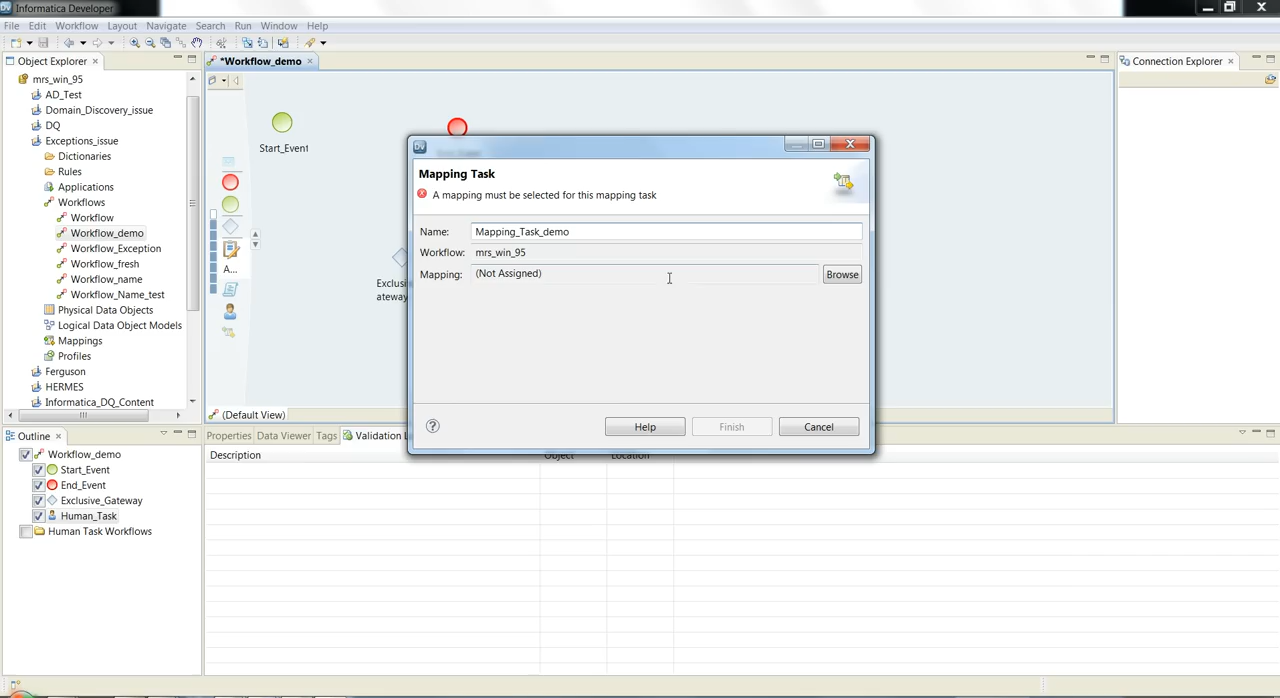 Informatica Developer
File Edit Workflow Layout Navigate Search Run Window Help
Object Explorer
mrs_win_95
AD_Test
Domain_Discovery_issue
DQ
Exceptions_issue
Dictionaries
Rules
Applications
Workflows
Workflow
Workflow_demo
Workflow_Exception
Workflow_fresh
Workflow_name
Workflow_Name_test
Physical Data Objects
Logical Data Object Models
Mappings
Profiles
Ferguson
HERMES
Informatica_DQ_Content
*Workflow_demo
Start_Event
A...
Exclusi
ateway
(Default View)
Mapping Task
A mapping must be selected for this mapping task
Name: Mapping_Task_demo
Workflow: mrs_win_95
Mapping: (Not Assigned) Browse
Help Finish Cancel
Connection Explorer
Outline
Workflow_demo
Start_Event
End_Event
Exclusive_Gateway
Human_Task
Human Task Workflows
Properties Data Viewer Tags Validation L
Description Object Location